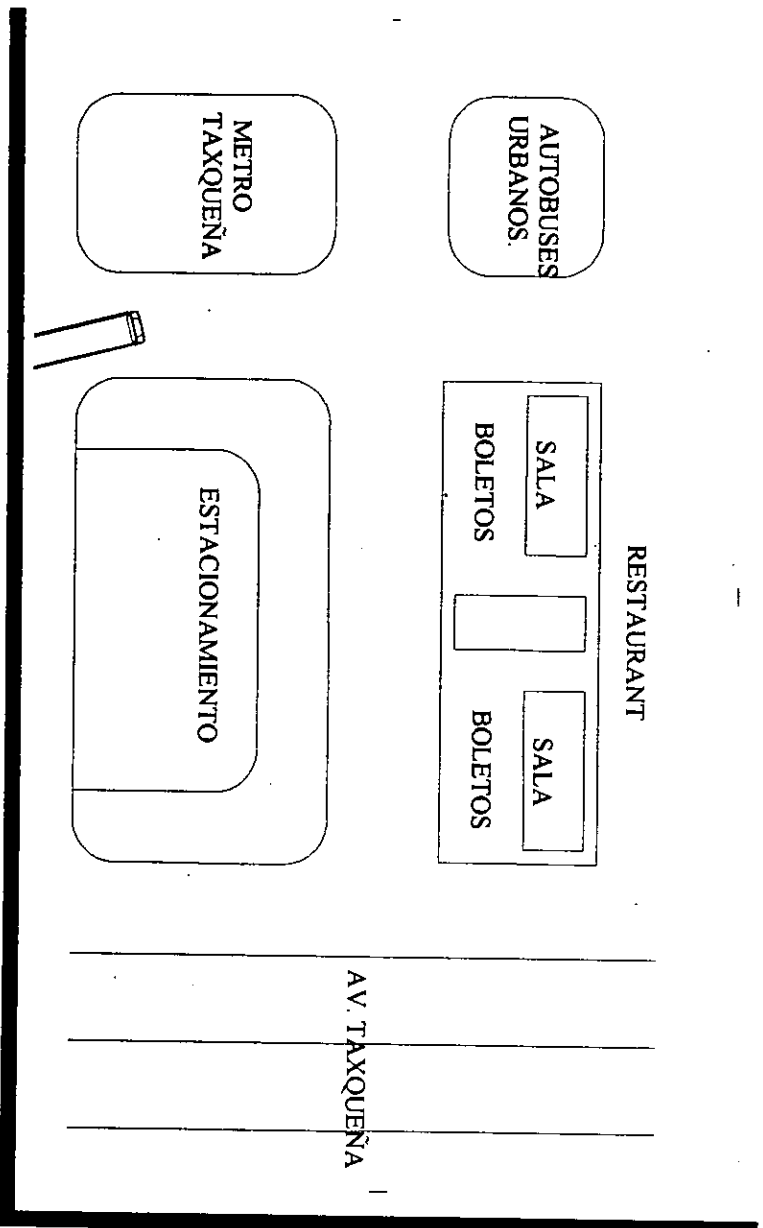 RESTAURANT
AUTOBUSES
URBANOS.
SALA
SALA
BOLETOS
BOLETOS
METRO
TAXQUEÑA
ESTACIONAMIENTO
AV. TAXQUEÑA